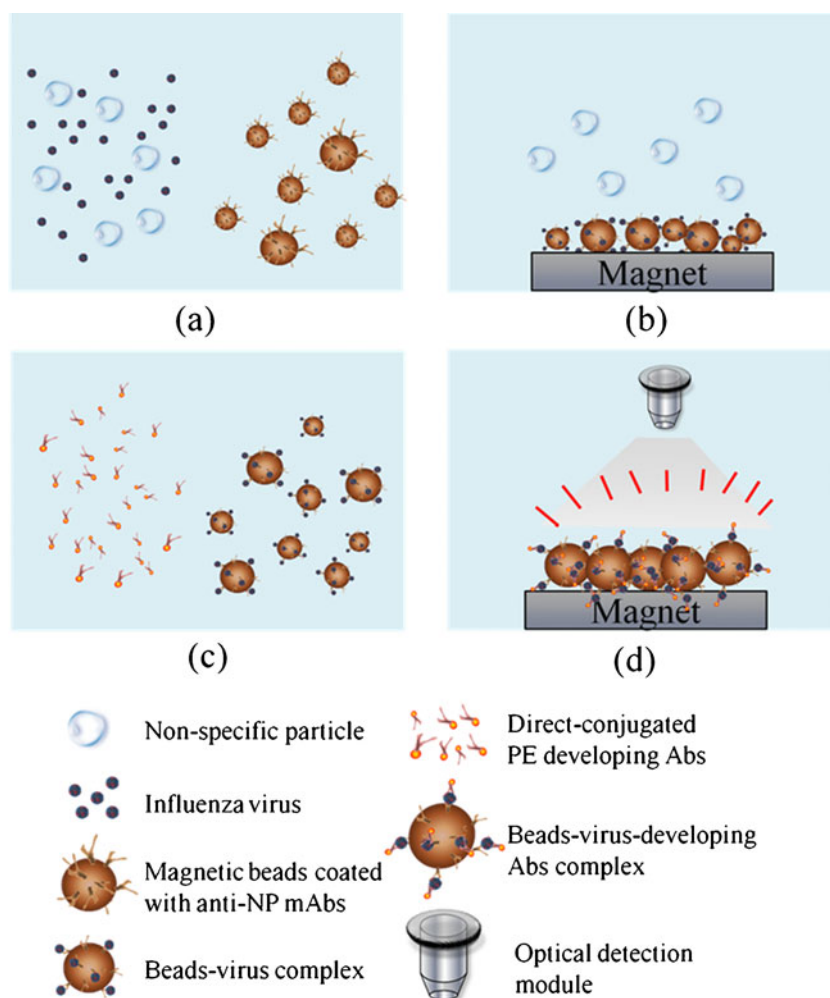 Magnet
(a)
(b)
Magnet
(c)
(d)
Non-specific particle
Direct-conjugated
PE developing Abs
Influenza virus
Beads-virus-developing
Abs complex
Magnetic beads coated
with anti-NP mAbs
Beads-virus complex
Optical detection
module